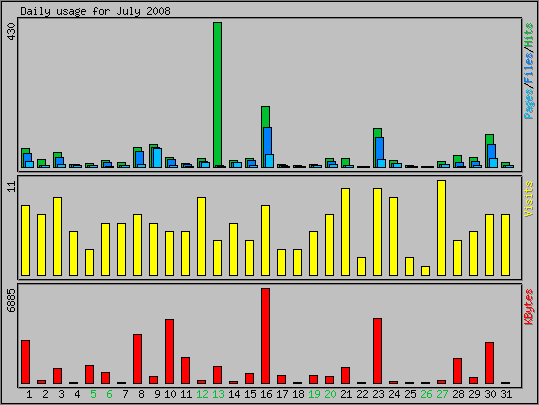 Daily usage for July 2008
430
Pages/Files/Hits
11
Visits
6885
KBytes
1 2 3 4 5 6 7 8 9 10 11 12 13 14 15 16 17 18 19 20 21 22 23 24 25 26 27 28 29 30 31